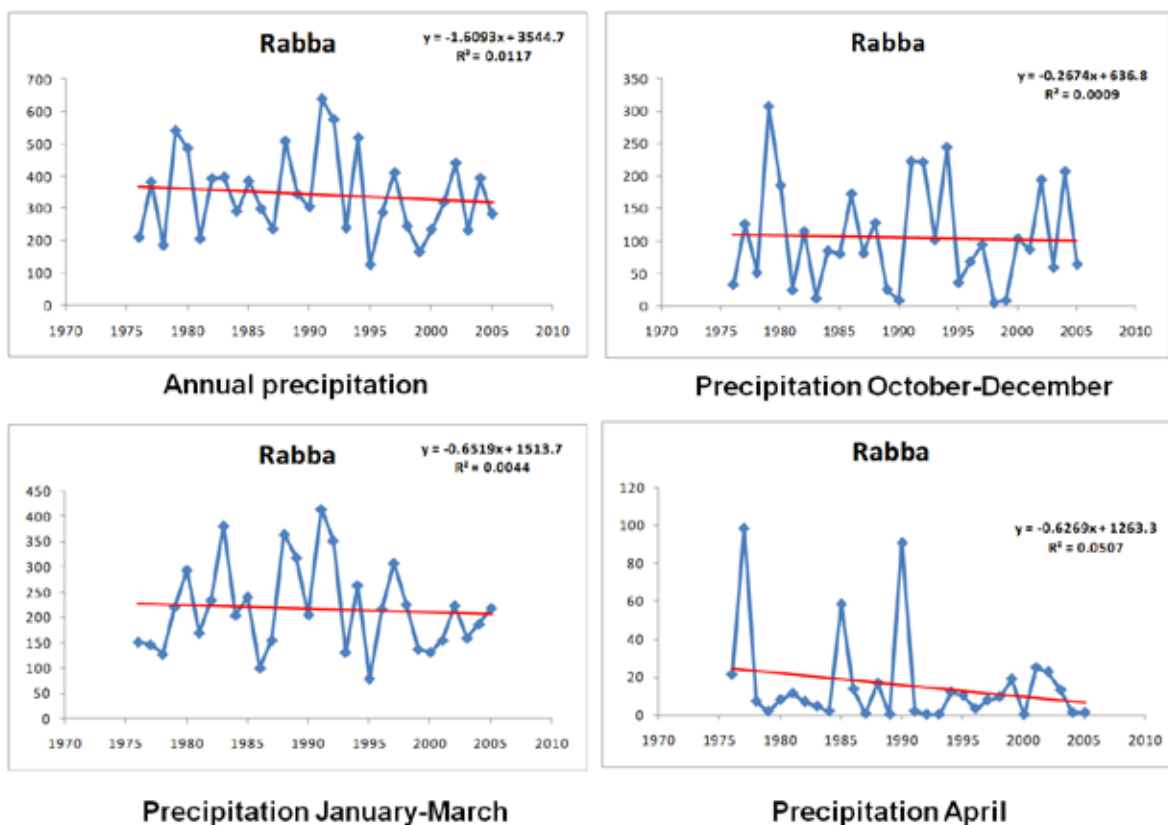 Rabba
y = -1.6093x + 3544.7
R² = 0.0117
700
600
500
400
300
200
100
0
1970 1975 1980 1985 1990 1995 2000 2005 2010
Annual precipitation
Rabba
y = -0.2674x + 636.8
R² = 0.0009
350
300
250
200
150
100
50
0
1970 1975 1980 1985 1990 1995 2000 2005 2010
Precipitation October-December
Rabba
y = -0.6519x + 1513.7
R² = 0.0044
450
400
350
300
250
200
150
100
50
0
1970 1975 1980 1985 1990 1995 2000 2005 2010
Precipitation January-March
Rabba
y = -0.6269x + 1263.3
R² = 0.0507
120
100
80
60
40
20
0
1970 1975 1980 1985 1990 1995 2000 2005 2010
Precipitation April